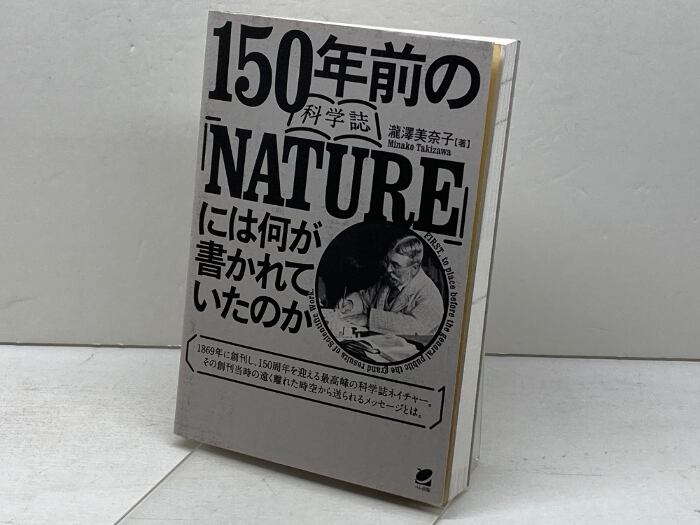 150年前の
科学誌
瀧澤美奈子[著]
Minako Takizawa
「NATURE」
には何が
書かれて
いたのか
FIRST, to place before the general public the grand results of Scientific Work
1869年に創刊し、150周年を迎える最高峰の科学誌ネイチャー。
その創刊当時の遠く離れた時空から送られるメッセージとは。
ベレ出版